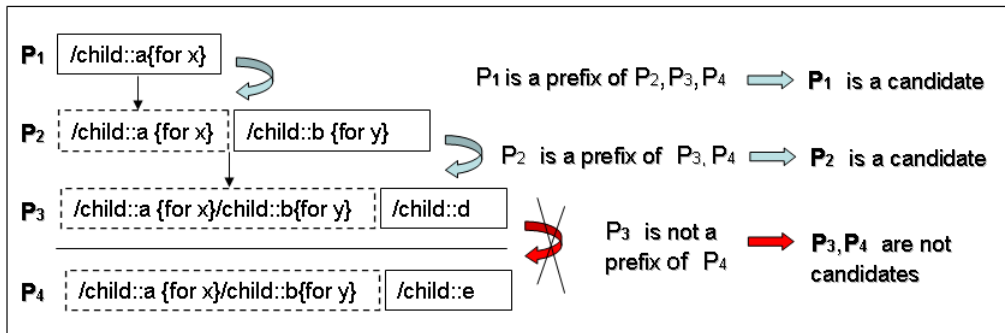 P1 /child::a{for x}
P1 is a prefix of P2, P3, P4 P1 is a candidate
P2 /child::a {for x} /child::b {for y}
P2 is a prefix of P3, P4 P2 is a candidate
P3 /child::a {for x}/child::b{for y} /child::d
P3 is not a
prefix of P4
P3, P4 are not
candidates
P4 /child::a {for x}/child::b{for y} /child::e